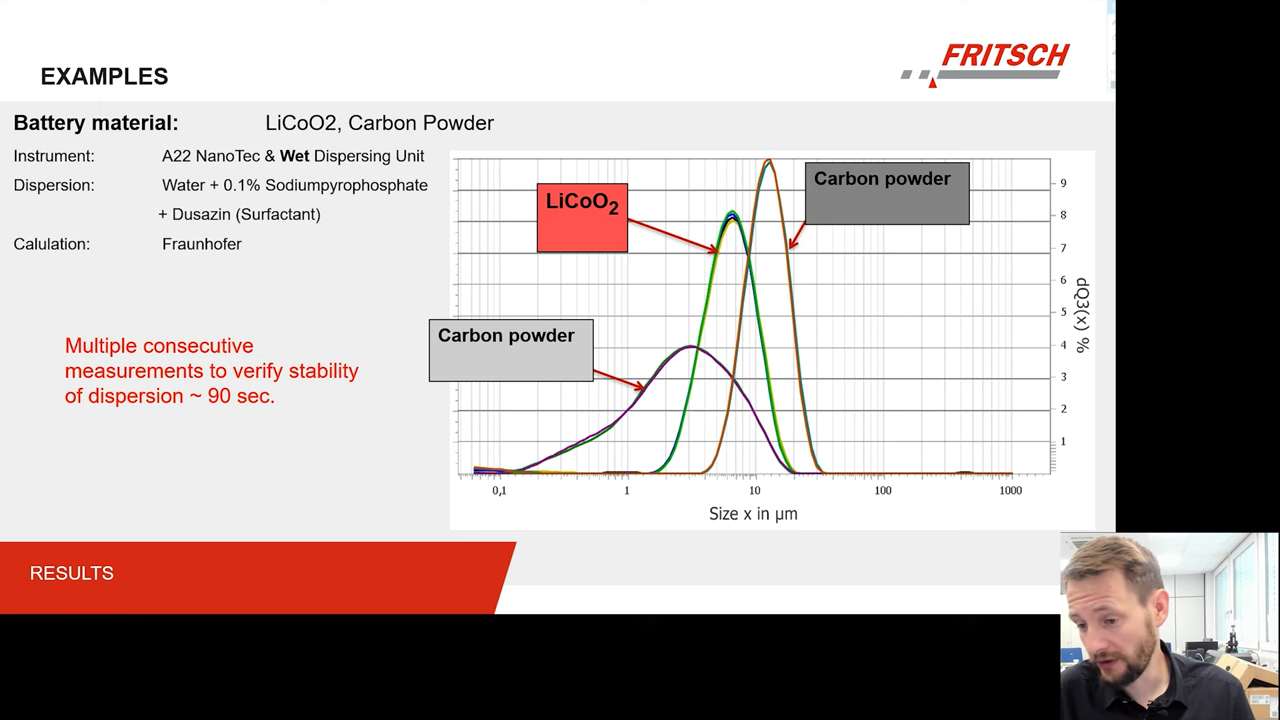 FRITSCH
EXAMPLES
Battery material: LiCoO2, Carbon Powder
Instrument: A22 NanoTec & Wet Dispersing Unit
Dispersion: Water + 0.1% Sodiumpyrophosphate
+ Dusazin (Surfactant)
Calulation: Fraunhofer
Multiple consecutive
measurements to verify stability
of dispersion ~ 90 sec.
LiCoO2
Carbon powder
Carbon powder
9
8
7
6
5
4
3
2
1
dQ3(x) %
0,1 1 10 100 1000
Size x in µm
RESULTS